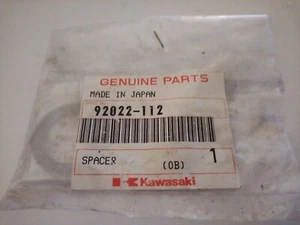 GENUINE PARTS
MADE IN JAPAN
92022-112
SPACER (OB) 1
Kawasaki